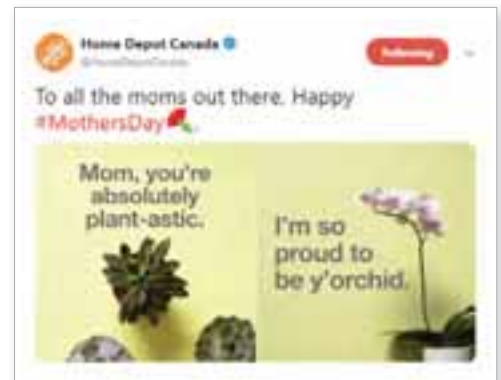 Home Depot Canada
@HomeDepotCanada
Following
To all the moms out there. Happy
#MothersDay
Mom, you're
absolutely
plant-astic.
I'm so
proud to
be y'orchid.